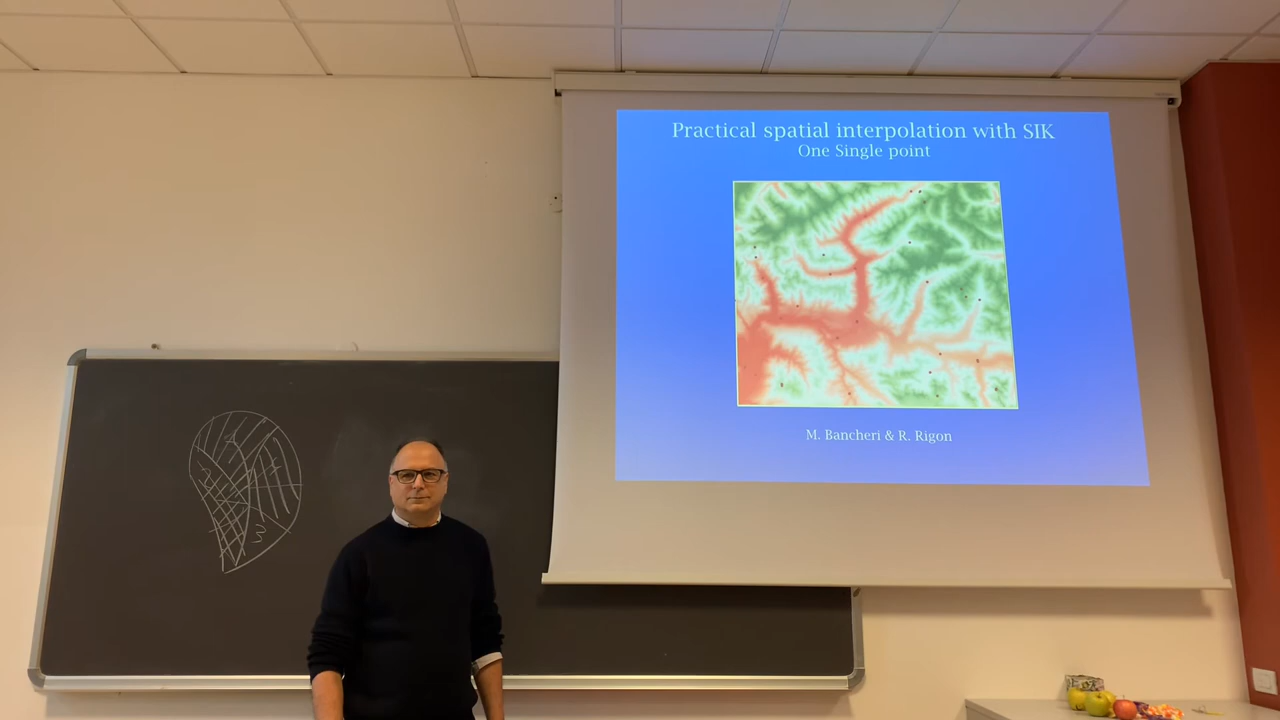 Practical spatial interpolation with SIK
One Single point
M. Bancheri & R. Rigon